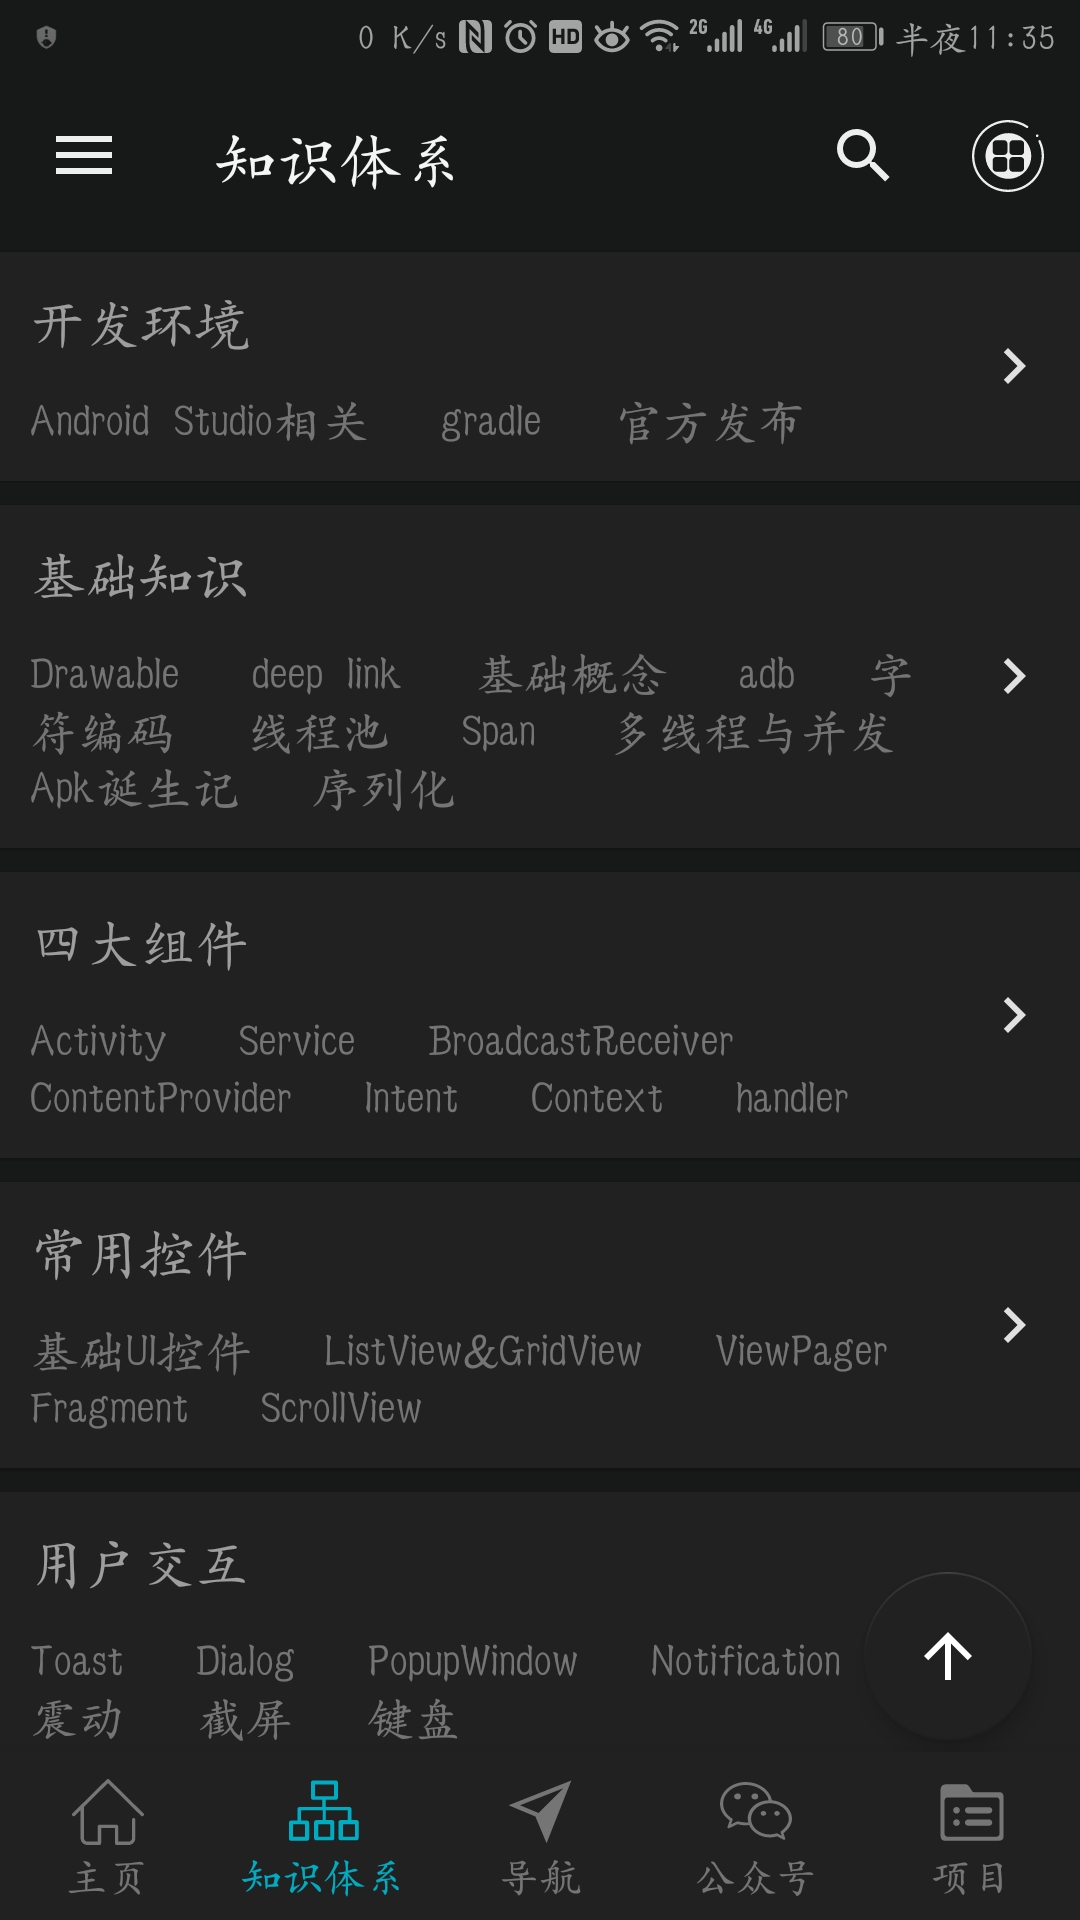 0 K/s HD 2G 4G 80 半夜11:35
知识体系
开发环境
Android Studio相关 gradle 官方发布
基础知识
Drawable deep link 基础概念 adb 字
符编码 线程池 Span 多线程与并发
Apk诞生记 序列化
四大组件
Activity Service BroadcastReceiver
ContentProvider Intent Context handler
常用控件
基础UI控件 ListView&GridView ViewPager
Fragment ScrollView
用户交互
Toast Dialog PopupWindow Notification
震动 截屏 键盘
主页 知识体系 导航 公众号 项目